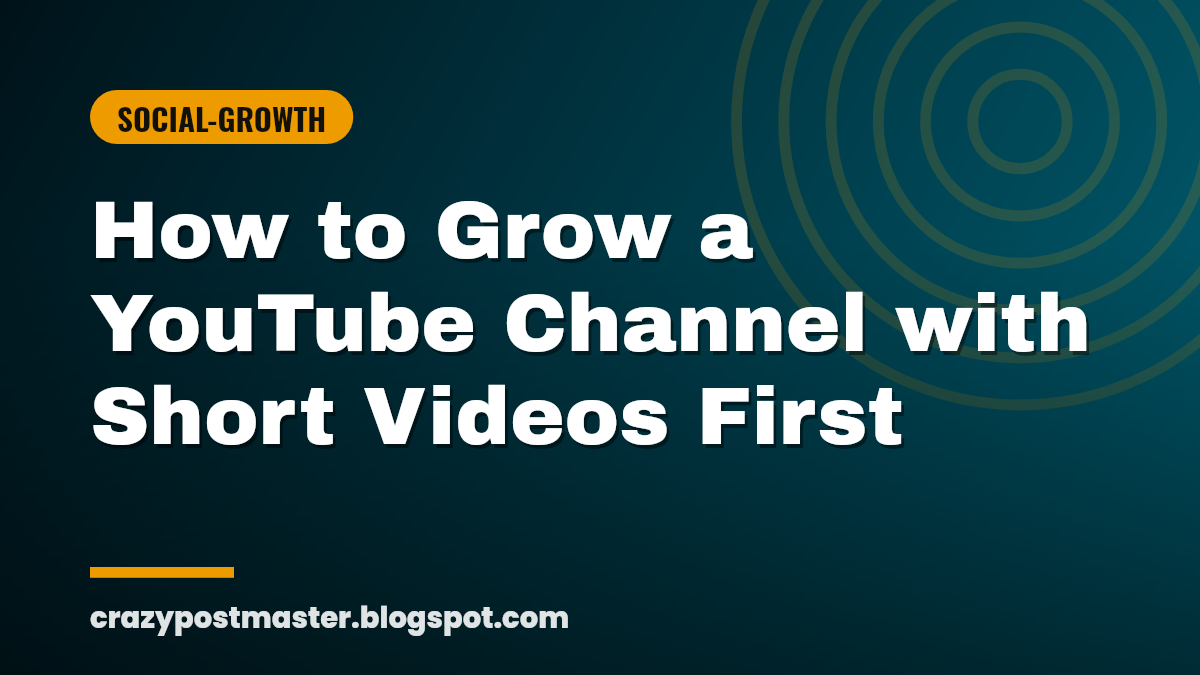 SOCIAL-GROWTH
How to Grow a
YouTube Channel with
Short Videos First
crazypostmaster.blogspot.com